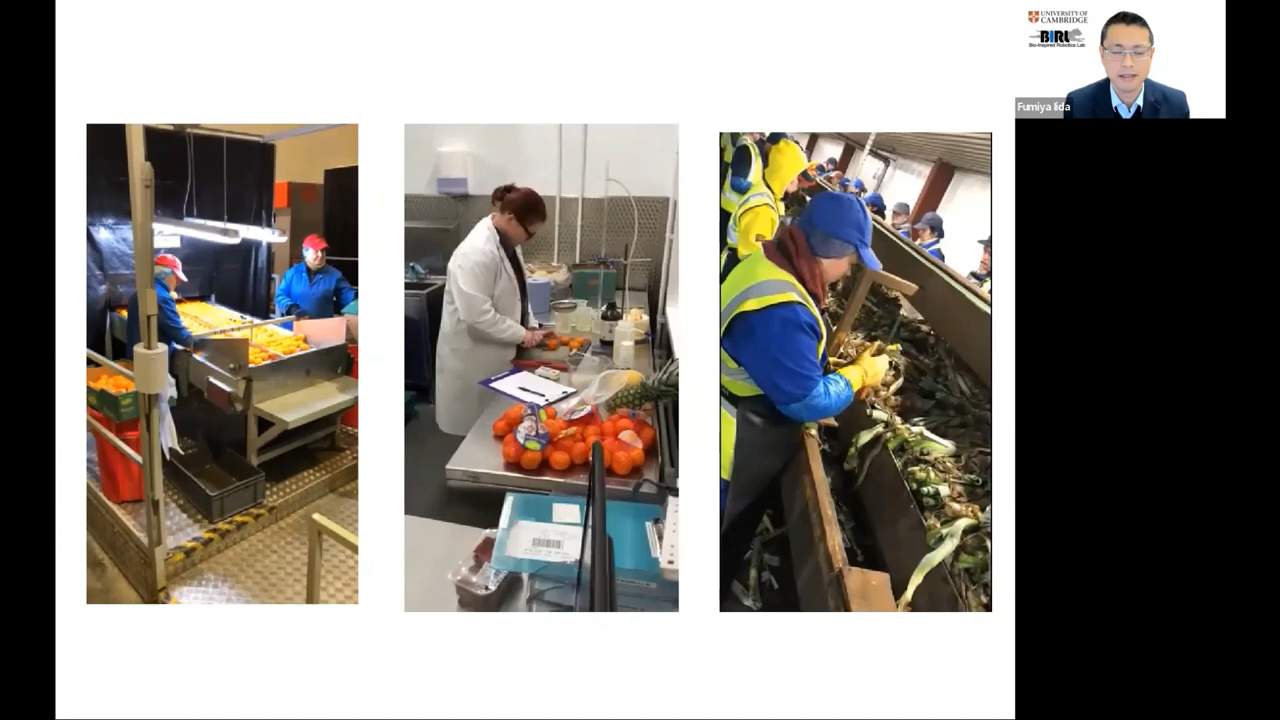 UNIVERSITY OF
CAMBRIDGE
BIRL
Bio-Inspired Robotics Lab
Fumiya Iida